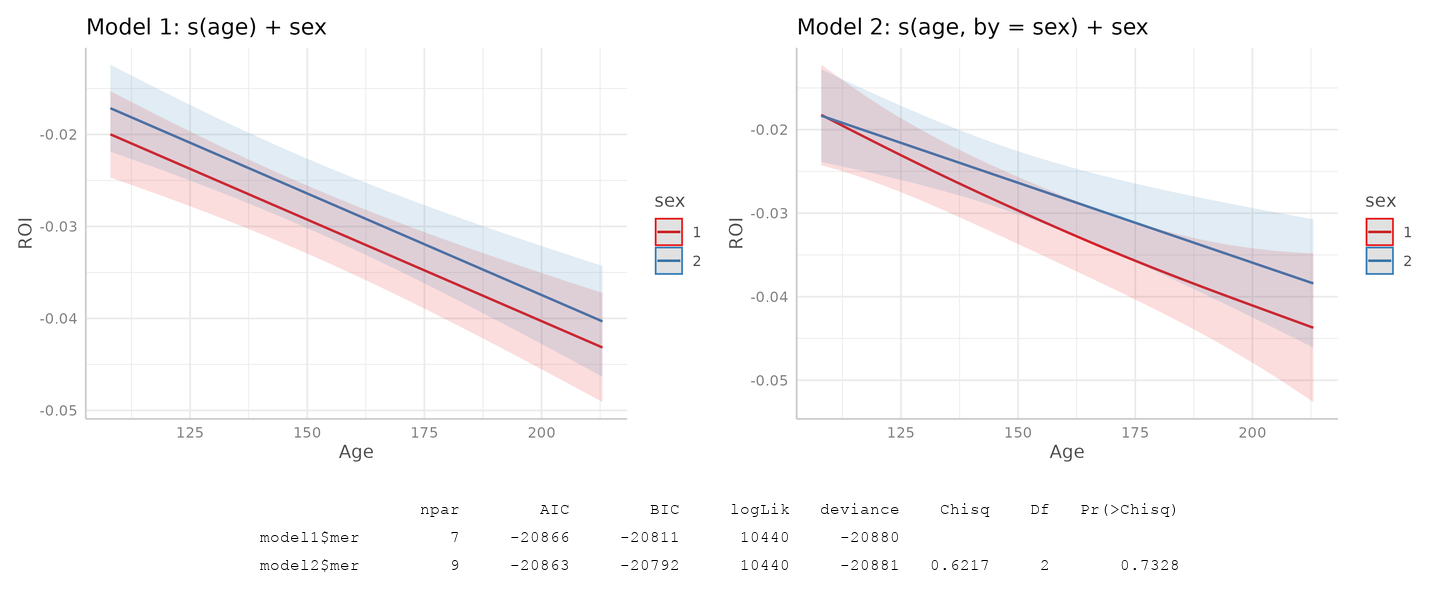 Model 1: s(age) + sex
-0.02
-0.03
-0.04
-0.05
ROI
125 150 175 200
Age
sex
1
2
Model 2: s(age, by = sex) + sex
-0.02
-0.03
-0.04
-0.05
ROI
125 150 175 200
Age
sex
1
2
npar AIC BIC logLik deviance Chisq Df Pr(>Chisq)
model1$mer 7 -20866 -20811 10440 -20880
model2$mer 9 -20863 -20792 10440 -20881 0.6217 2 0.7328